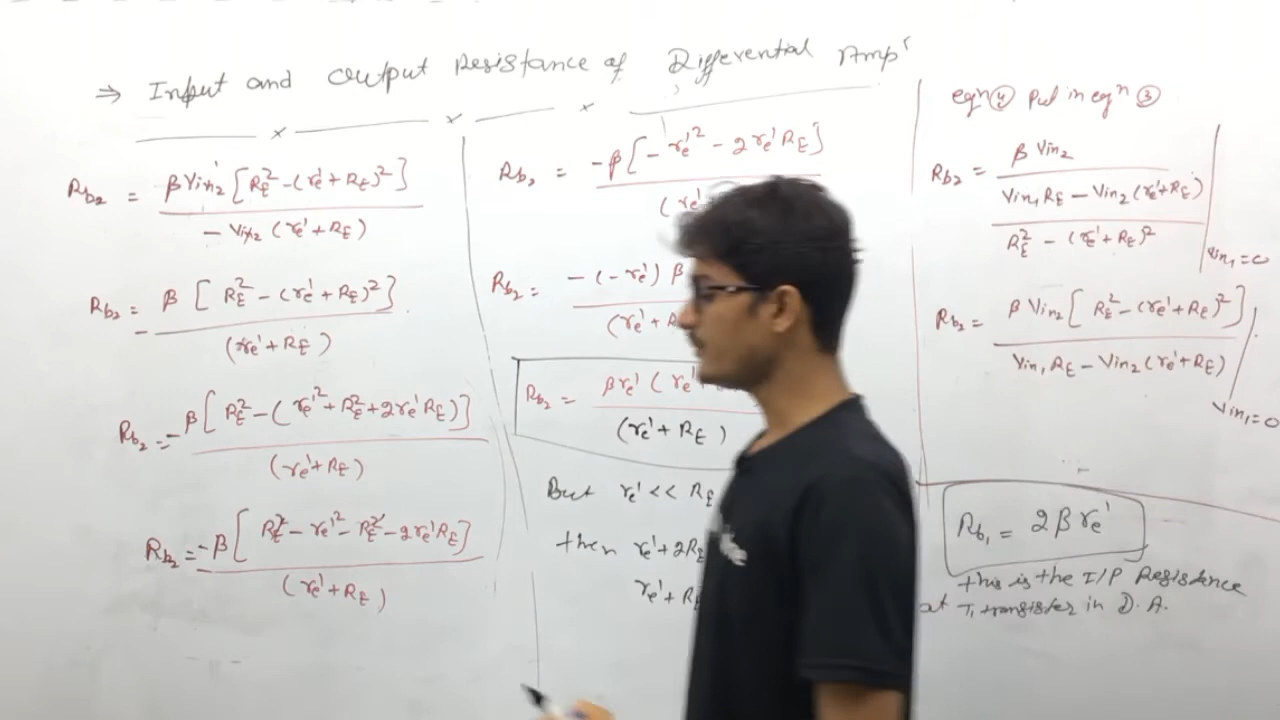 ⇒ Input and Output Resistance of Differential Amp'
Rb2 = βVin2 [RE² - (re' + RE)²] / - Vin2 (re' + RE)
Rb2 = - β [RE² - (re' + RE)²] / (re' + RE)
Rb2 = - β [RE² - (re'² + RE² + 2re'RE)] / (re' + RE)
Rb2 = - β [RE² - re'² - RE² - 2re'RE] / (re' + RE)
Rb2 = -β [- re'² - 2re'RE] / (re'
Rb2 = - (- re') β / (re' + R
Rb2 = βre' (re' / (re' + RE)
But re' << RE
then re' + 2RE
re' + RE
eqn ④ put in eqn ③
Rb2 = β Vin2 / Vin1 RE - Vin2 (re' + RE) / RE² - (re' + RE)² | Vin1 = 0
Rb2 = β Vin2 [RE² - (re' + RE)²] / Vin1 RE - Vin2 (re' + RE) | Vin1 = 0
Rb1 = 2βre'
this is the I/P Resistance
at T1 transister in D.A.